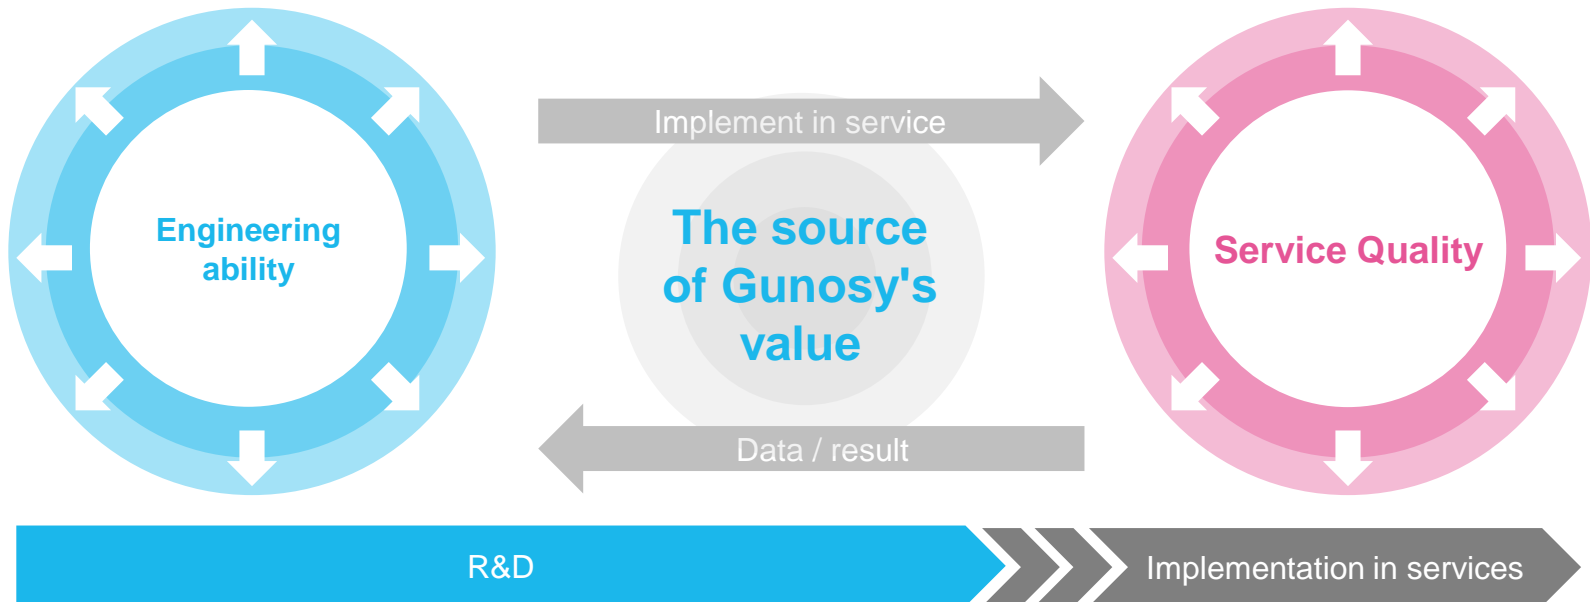 Engineering
ability
Implement in service
The source
of Gunosy's
value
Data / result
Service Quality
R&D
Implementation in services